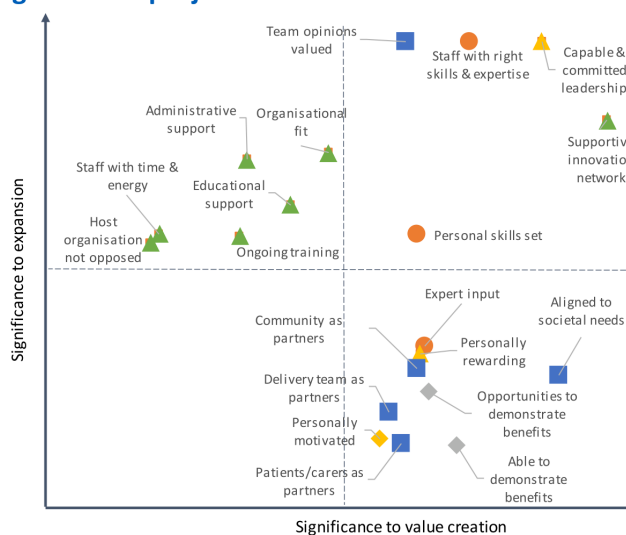 Team opinions
valued
Staff with right
skills & expertise
Capable &
committed
leadership
Administrative
support
Organisational
fit
Supportiv
innovatio
network
Staff with time &
energy
Educational
support
Host
organisation
not opposed
Ongoing training
Personal skills set
Significance to expansion
Expert input
Aligned to
societal needs
Community as
partners
Personally
rewarding
Delivery team as
partners
Opportunities to
demonstrate
benefits
Personally
motivated
Patients/carers as
partners
Able to
demonstrate
benefits
Significance to value creation